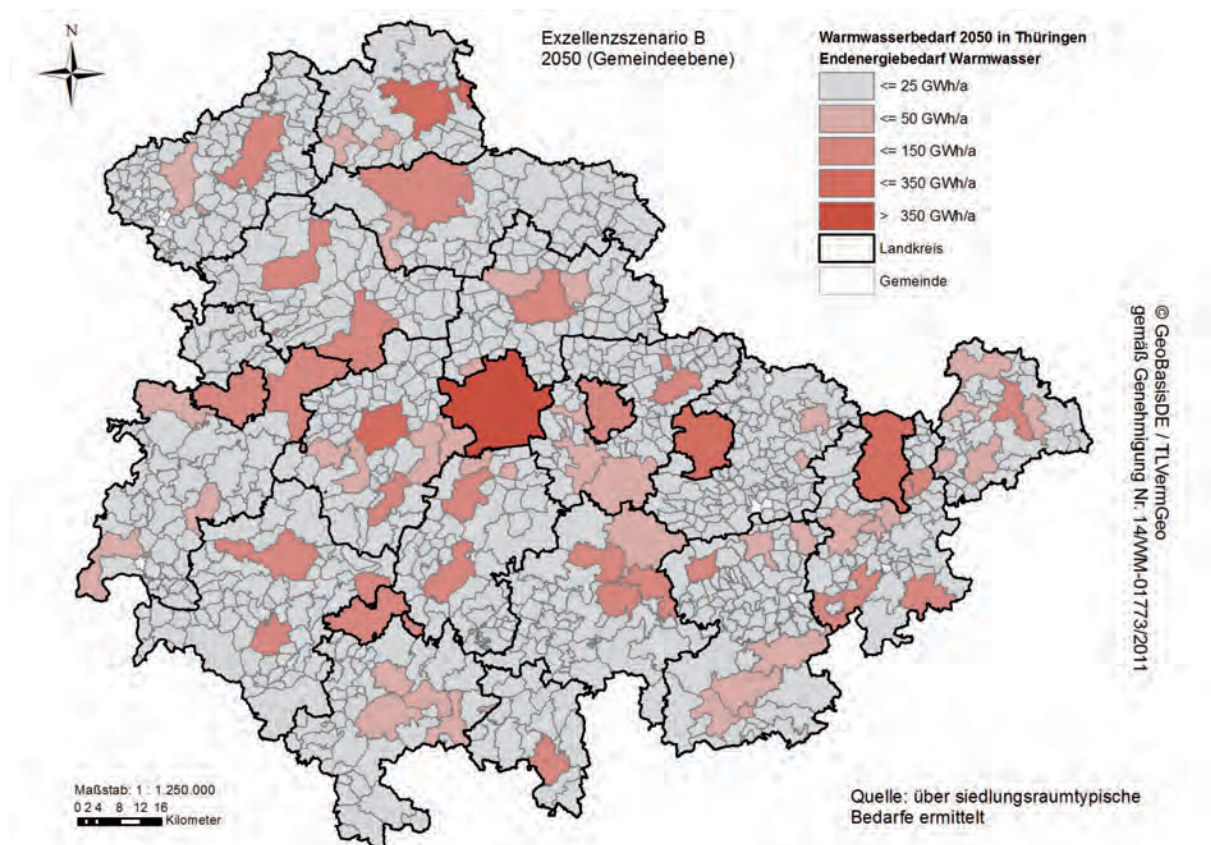 N
Exzellenzszenario B
2050 (Gemeindeebene)
Warmwasserbedarf 2050 in Thüringen
Endenergiebedarf Warmwasser
<= 25 GWh/a
<= 50 GWh/a
<= 150 GWh/a
<= 350 GWh/a
> 350 GWh/a
Landkreis
Gemeinde
© GeoBasisDE / TLVermGeo
gemäß Genehmigung Nr. 14/WM-01773/2011
Maßstab: 1 : 1.250.000
0 2 4 8 12 16
Kilometer
Quelle: über siedlungsraumtypische
Bedarfe ermittelt